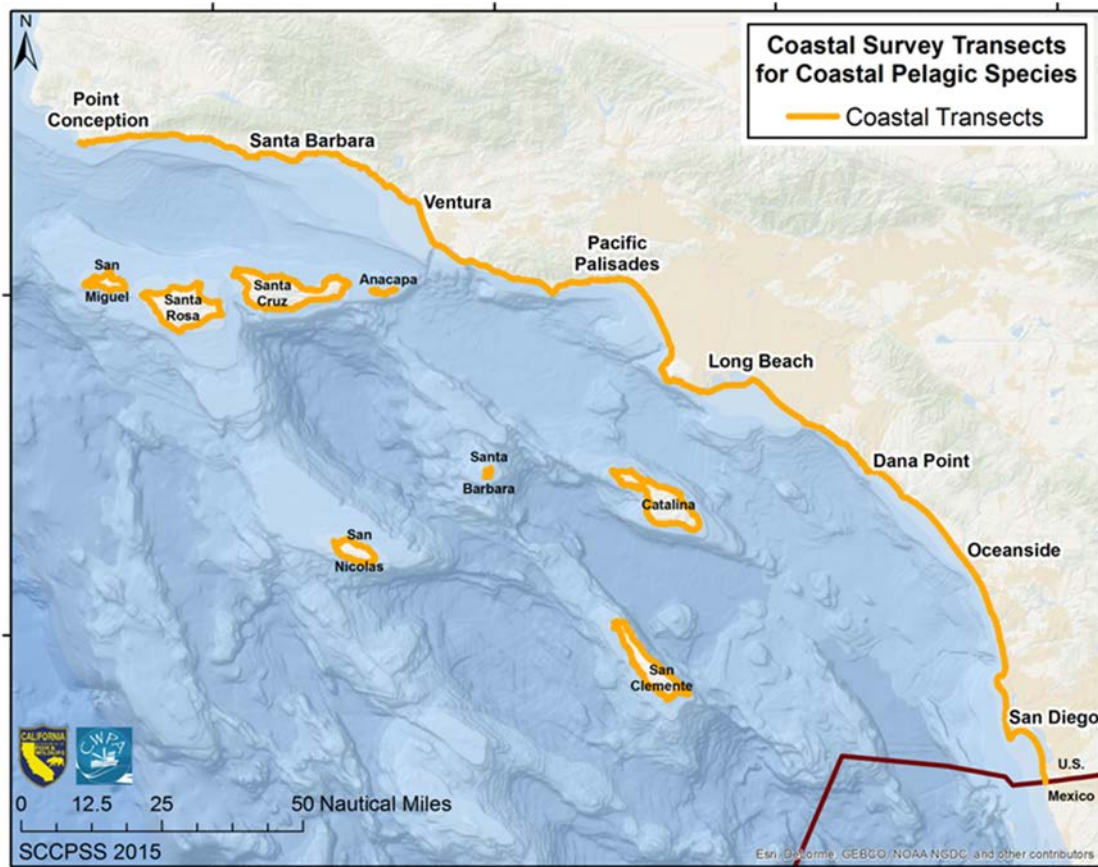 N
Coastal Survey Transects
for Coastal Pelagic Species
Coastal Transects
Point
Conception
Santa Barbara
Ventura
Pacific
Palisades
San
Miguel
Santa
Rosa
Santa
Cruz
Anacapa
Long Beach
Santa
Barbara
Catalina
Dana Point
San
Nicolas
Oceanside
San
Clemente
San Diego
U.S.
Mexico
CALIFORNIA
CWPA
0 12.5 25 50 Nautical Miles
SCCPSS 2015
Esri, DeLorme, GEBCO, NOAA NGDC, and other contributors